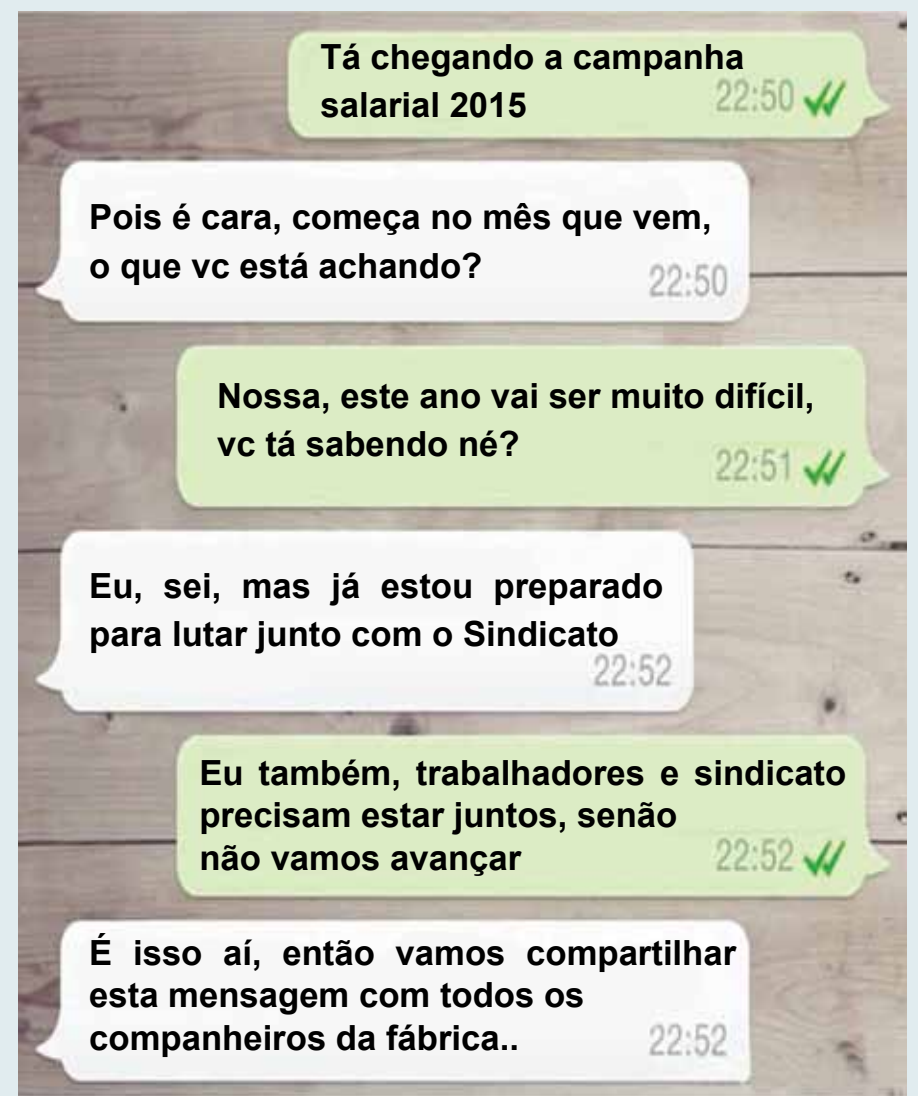 Tá chegando a campanha
salarial 2015
22:50
Pois é cara, começa no mês que vem,
o que vc está achando?
22:50
Nossa, este ano vai ser muito difícil,
vc tá sabendo né?
22:51
Eu, sei, mas já estou preparado
para lutar junto com o Sindicato
22:52
Eu também, trabalhadores e sindicato
precisam estar juntos, senão
não vamos avançar
22:52
É isso aí, então vamos compartilhar
esta mensagem com todos os
companheiros da fábrica..
22:52